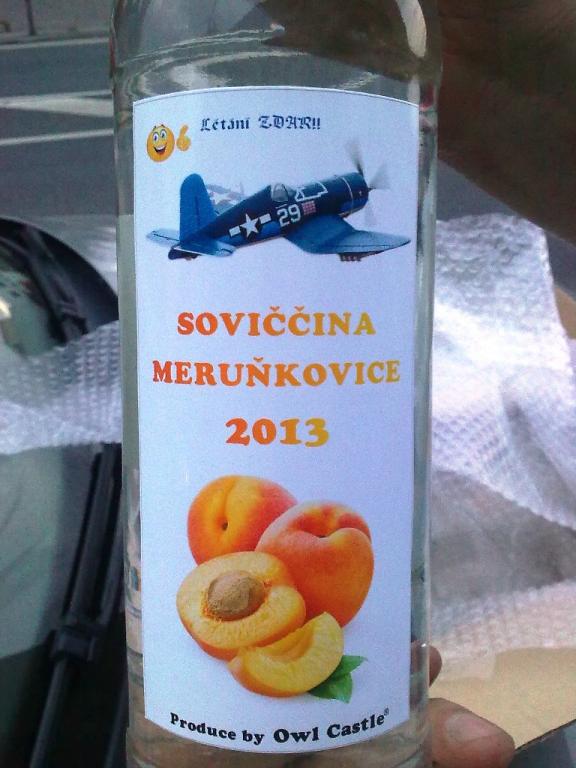 Létání ZDAR!!
29
SOVIČČINA
MERUŇKOVICE
2013
Produce by Owl Castle®